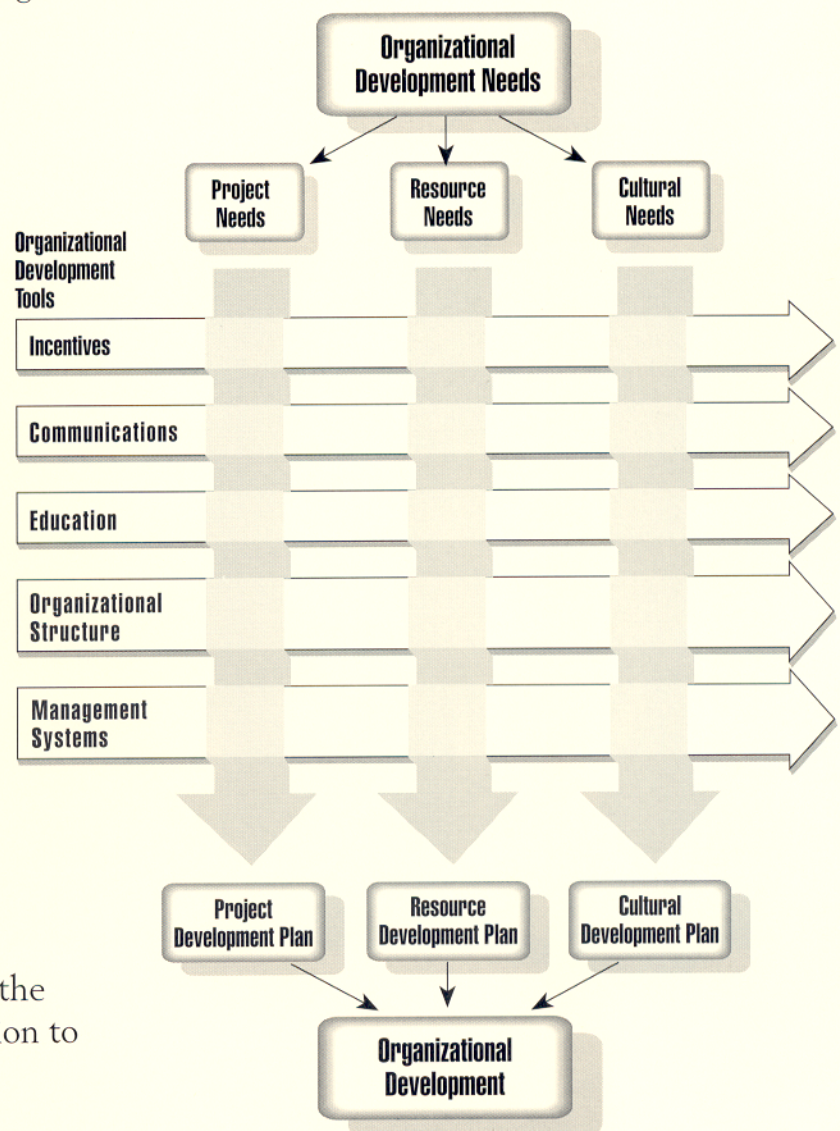 Organizational
Development Needs
Project
Needs
Resource
Needs
Cultural
Needs
Organizational
Development
Tools
Incentives
Communications
Education
Organizational
Structure
Management
Systems
Project
Development Plan
Resource
Development Plan
Cultural
Development Plan
the
on to
Organizational
Development